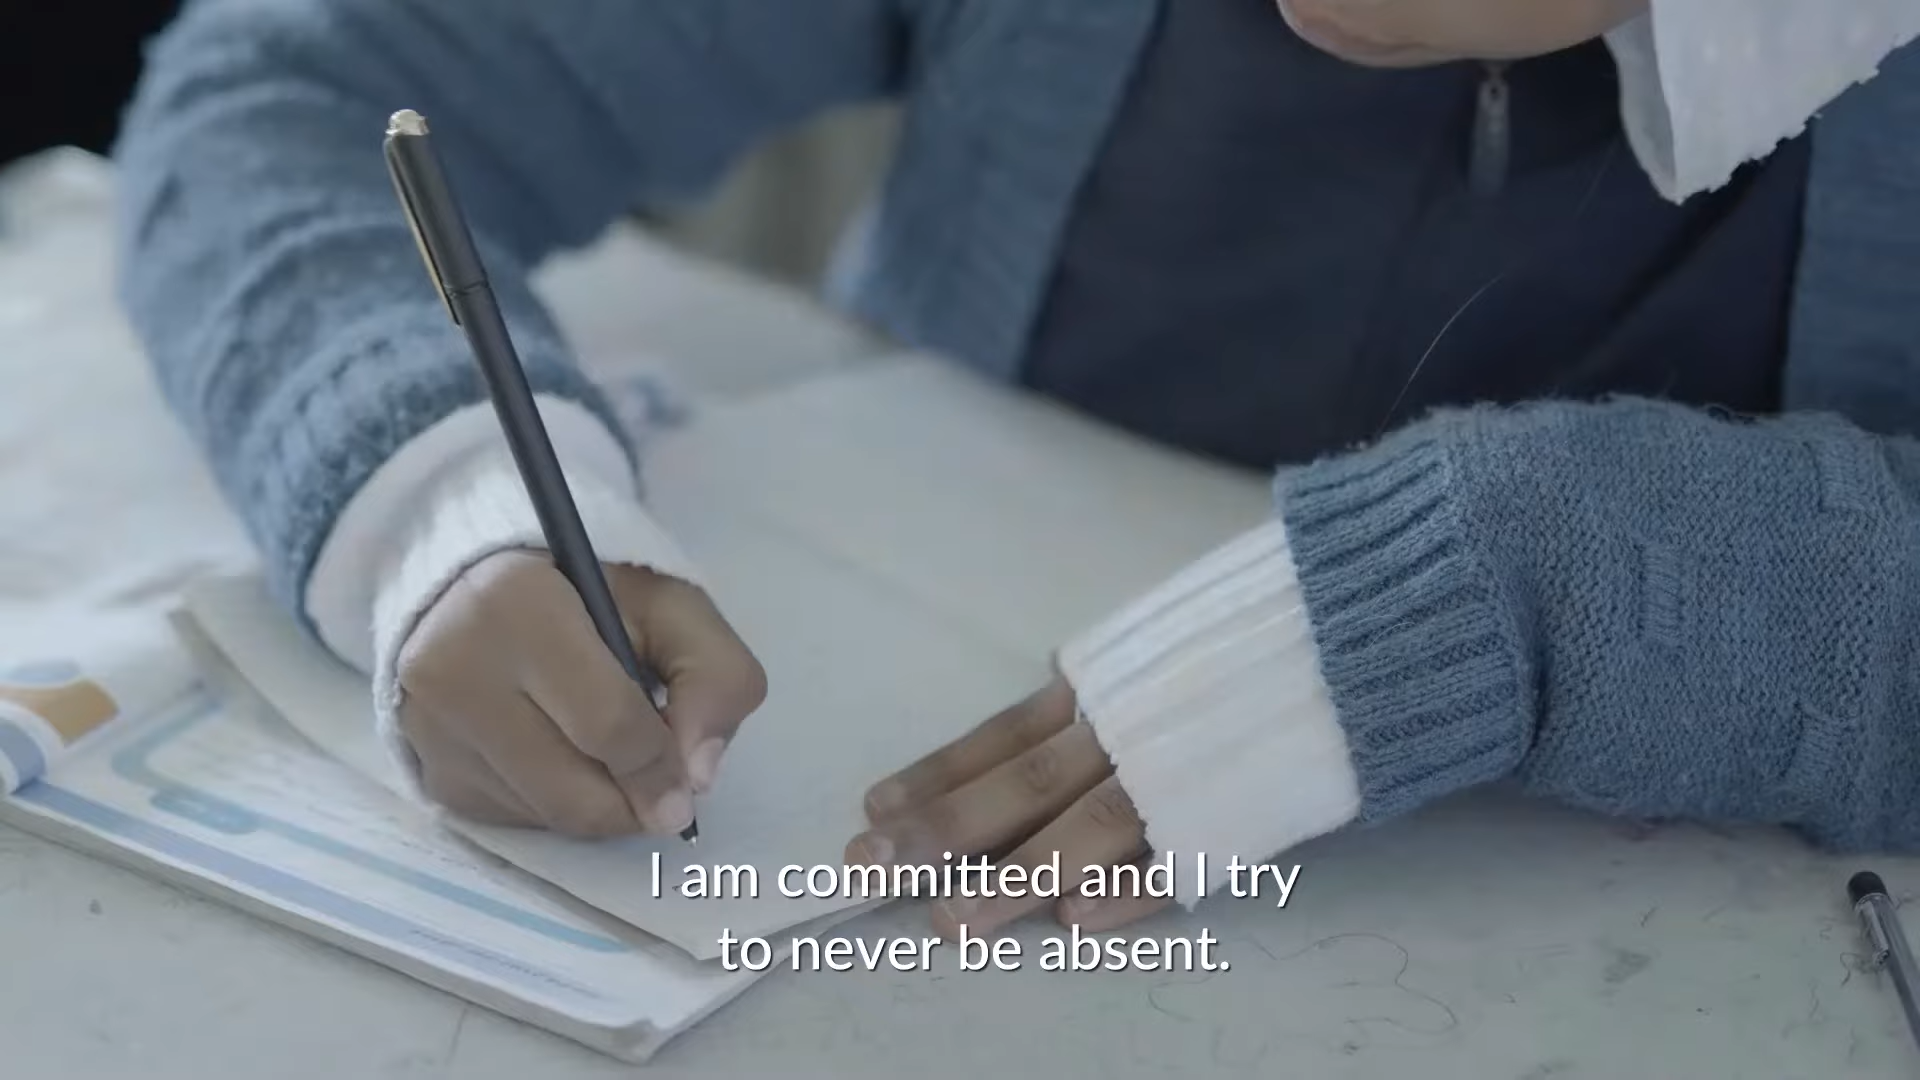 I am committed and I try
to never be absent.